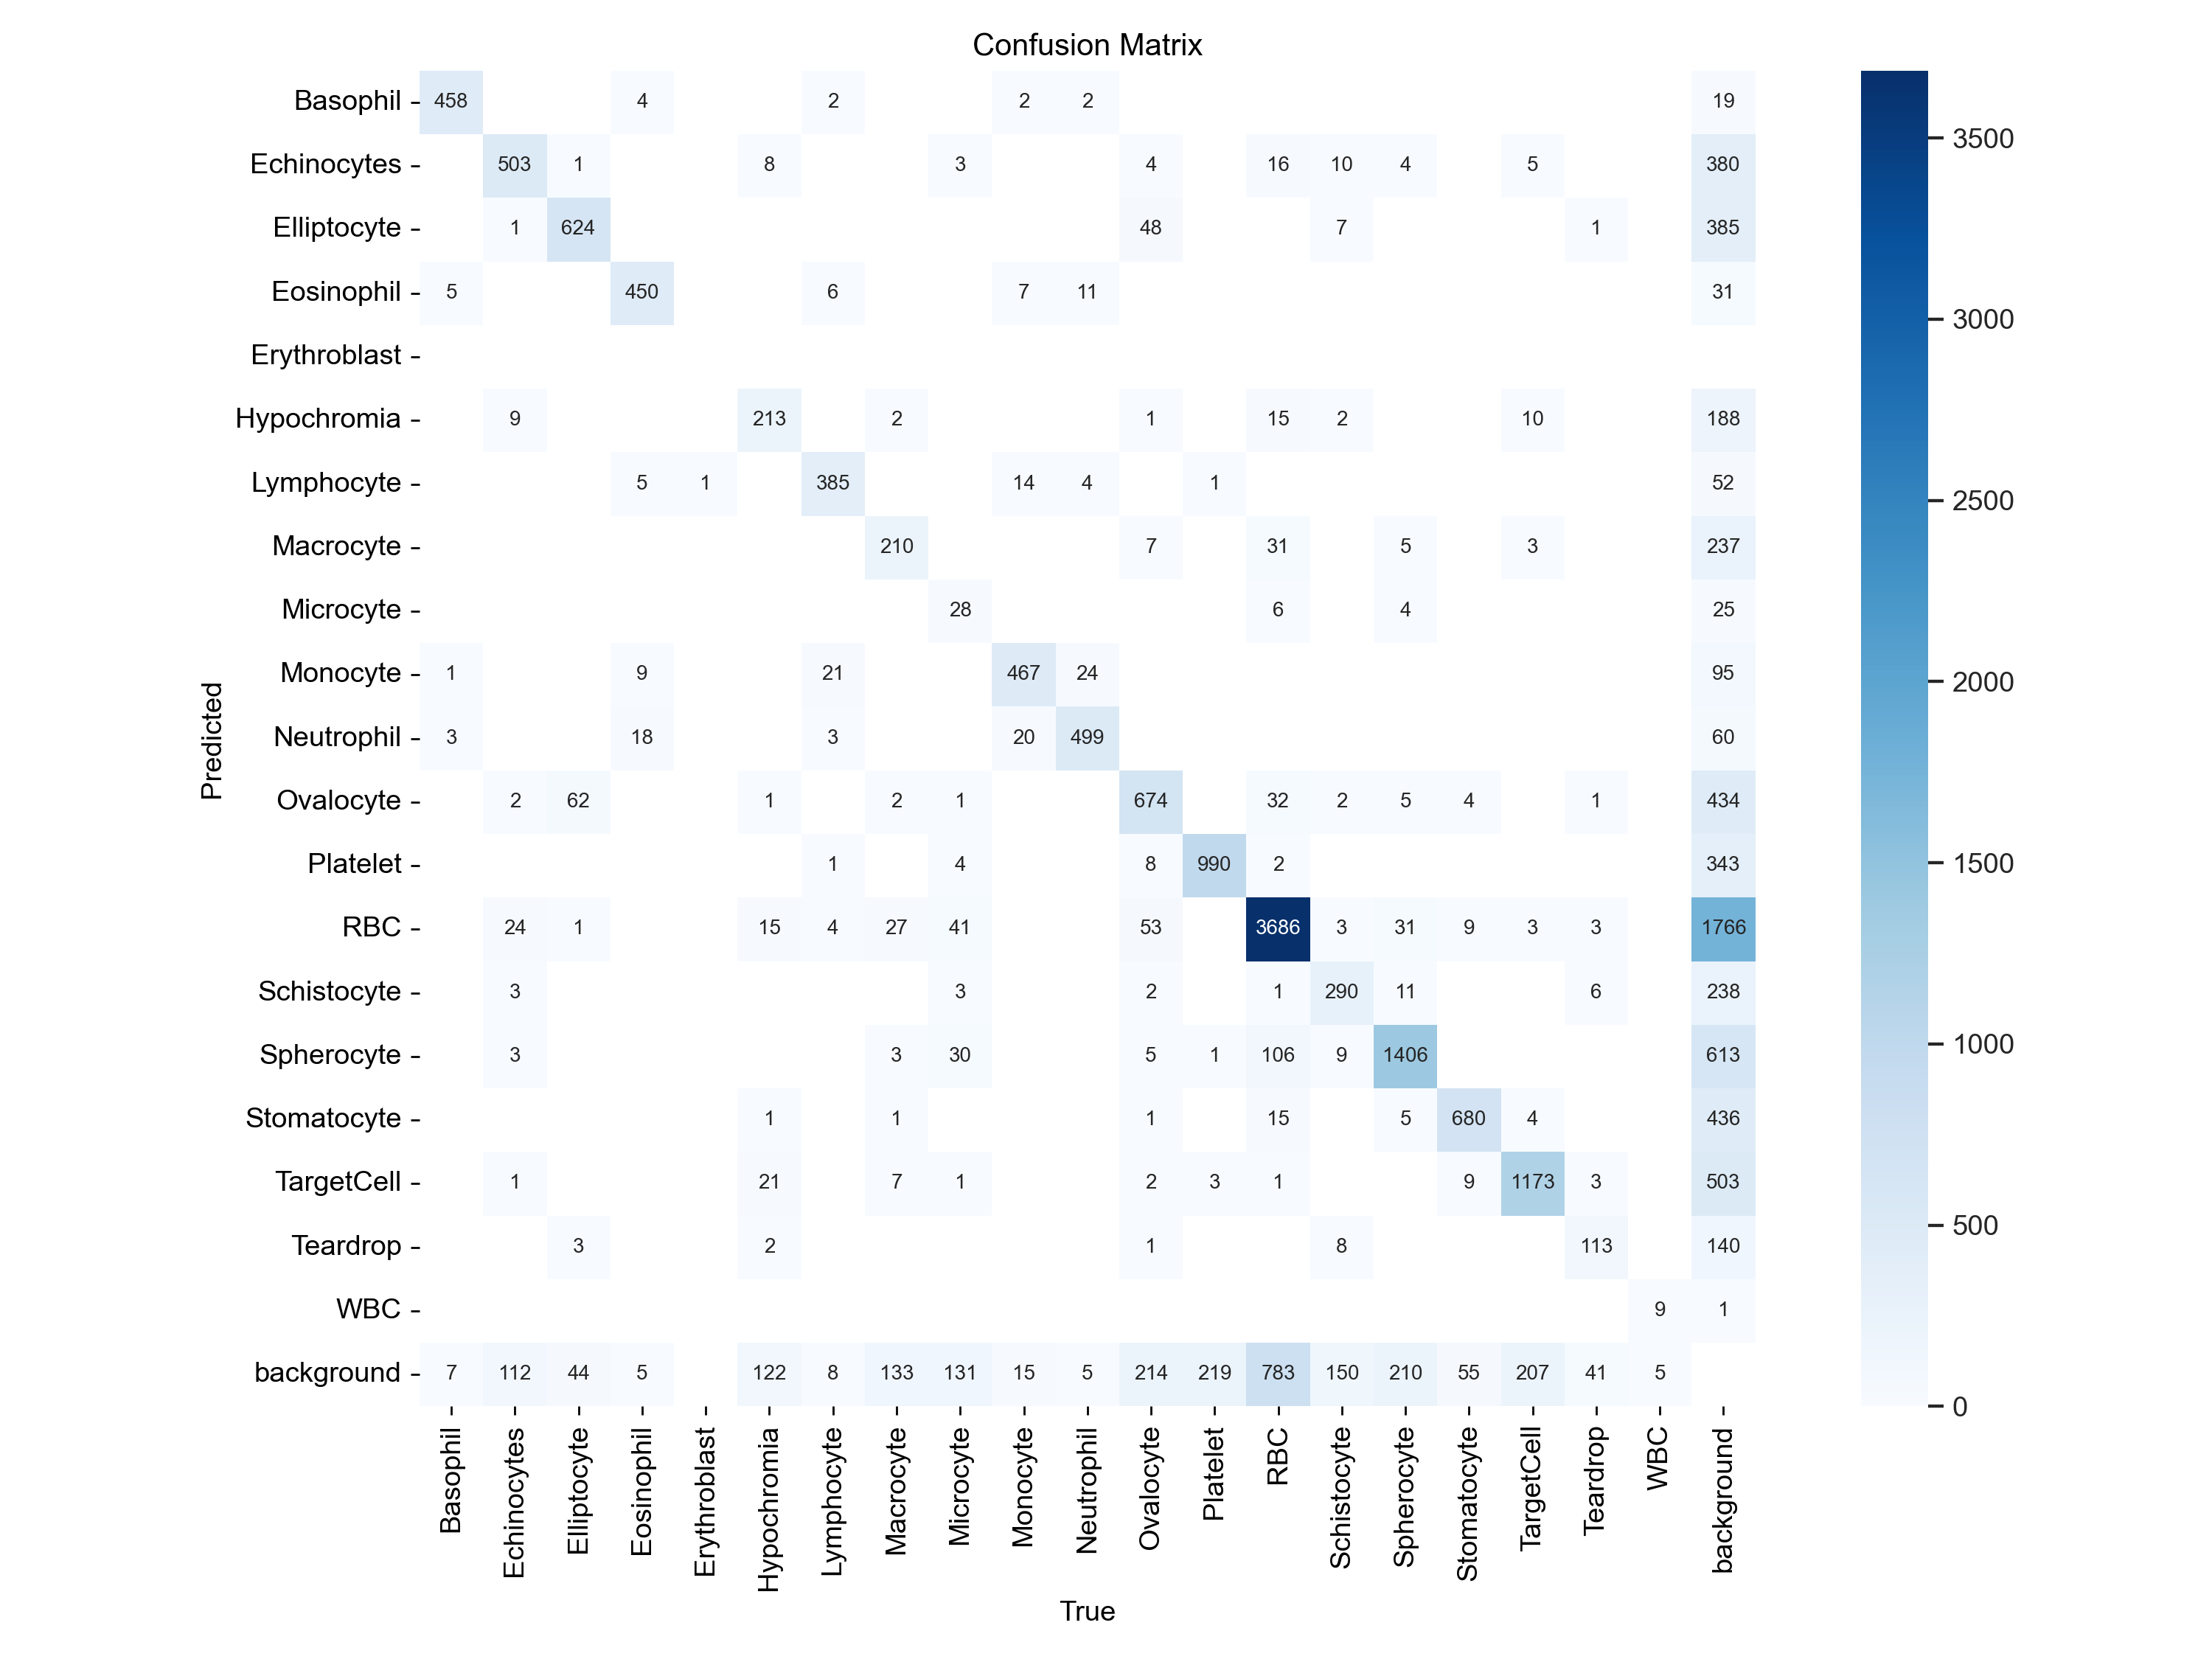 Confusion Matrix
Basophil 458 4 2 2 2 19
Echinocytes 503 1 8 3 4 16 10 4 5 380
Elliptocyte 1 624 48 7 1 385
Eosinophil 5 450 6 7 11 31
Erythroblast
Hypochromia 9 213 2 1 15 2 10 188
Lymphocyte 5 1 385 14 4 1 52
Macrocyte 210 7 31 5 3 237
Microcyte 28 6 4 25
Monocyte 1 9 21 467 24 95
Neutrophil 3 18 3 20 499 60
Ovalocyte 2 62 1 2 1 674 32 2 5 4 1 434
Platelet 1 4 8 990 2 343
RBC 24 1 15 4 27 41 53 3686 3 31 9 3 3 1766
Schistocyte 3 3 2 1 290 11 6 238
Spherocyte 3 3 30 5 1 106 9 1406 613
Stomatocyte 1 1 1 15 5 680 4 436
TargetCell 1 21 7 1 2 3 1 9 1173 3 503
Teardrop 3 2 1 8 113 140
WBC 9 1
background 7 112 44 5 122 8 133 131 15 5 214 219 783 150 210 55 207 41 5
Predicted
Basophil Echinocytes Elliptocyte Eosinophil Erythroblast Hypochromia Lymphocyte Macrocyte Microcyte Monocyte Neutrophil Ovalocyte Platelet RBC Schistocyte Spherocyte Stomatocyte TargetCell Teardrop WBC background
True
3500
3000
2500
2000
1500
1000
500
0